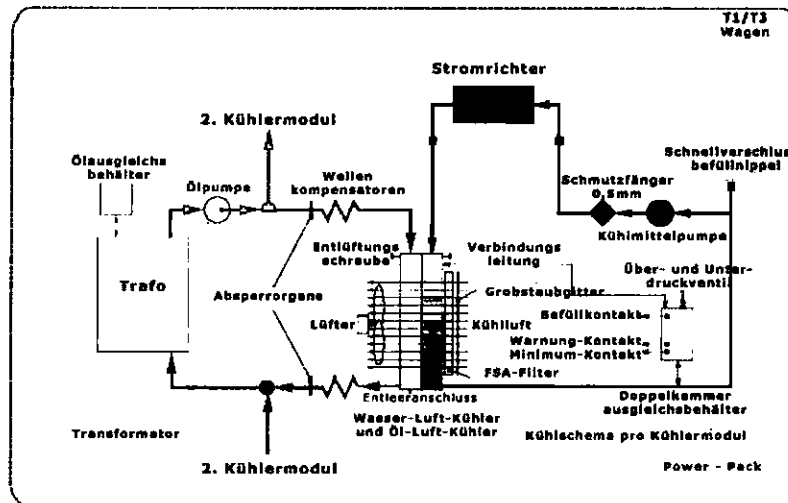 T1/T3
Wagen
Stromrichter
2. Kühlermodul
Schnellverschluss
befüllnippel
Ölausgleichs
behälter
Ölpumpe
Wellen
kompensatoren
Schmutzfänger
0,5mm
Kühlmittelpumpe
Entlüftungs
schraube
Verbindungs
leitung
Über- und Unter-
druckventil
Trafo
Absperrorgane
Grobstaubgitter
Befüllkontakt
Lüfter
Kühlluft
Warnung-Kontakt
Minimum-Kontakt
FSA-Filter
Entleeranschluss
Doppelkammer
ausgleichsbehälter
Wasser-Luft-Kühler
und Öl-Luft-Kühler
Transformator
Kühlschema pro Kühlermodul
2. Kühlermodul
Power - Pack